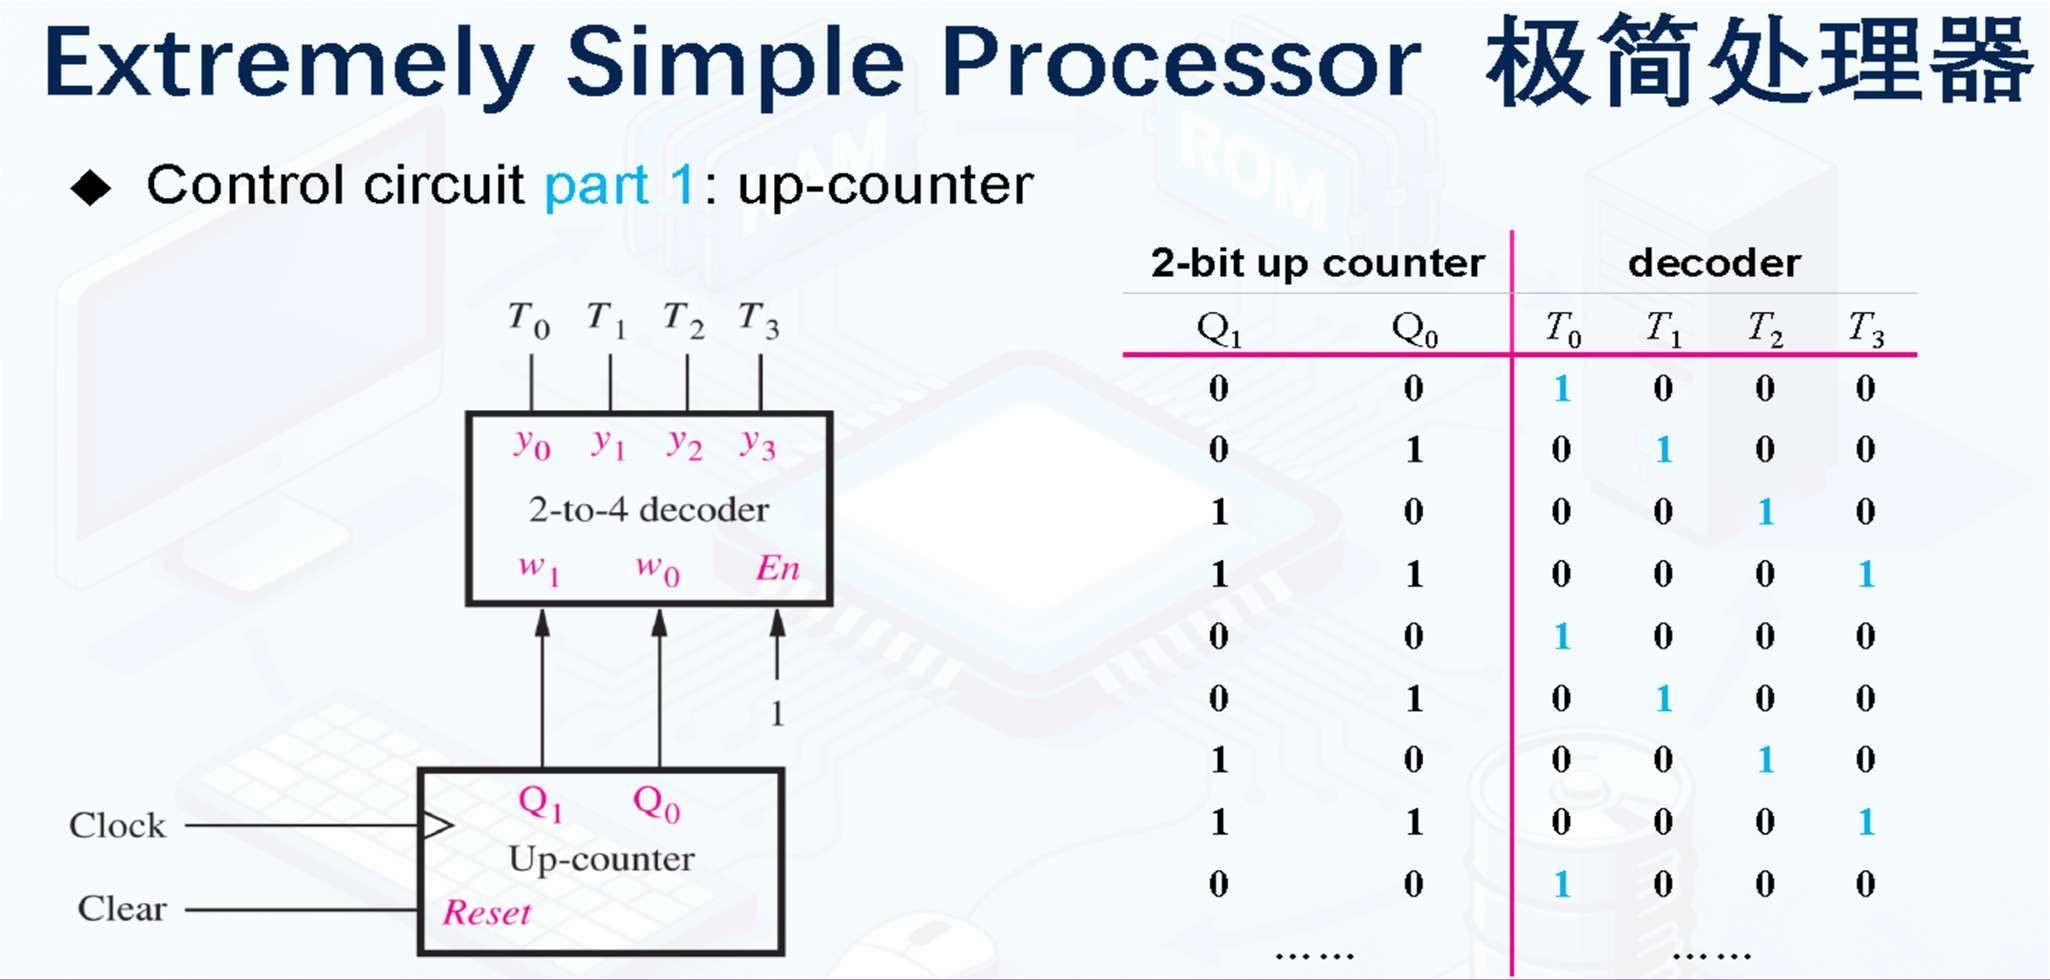 Extremely Simple Processor 极简处理器
◆ Control circuit part 1: up-counter
T0 T1 T2 T3
y0 y1 y2 y3
2-to-4 decoder
w1 w0 En
1
Q1 Q0
Clock
Up-counter
Clear
Reset
2-bit up counter decoder
Q1 Q0 T0 T1 T2 T3
0 0 1 0 0 0
0 1 0 1 0 0
1 0 0 0 1 0
1 1 0 0 0 1
0 0 1 0 0 0
0 1 0 1 0 0
1 0 0 0 1 0
1 1 0 0 0 1
0 0 1 0 0 0
…… ……
ROM